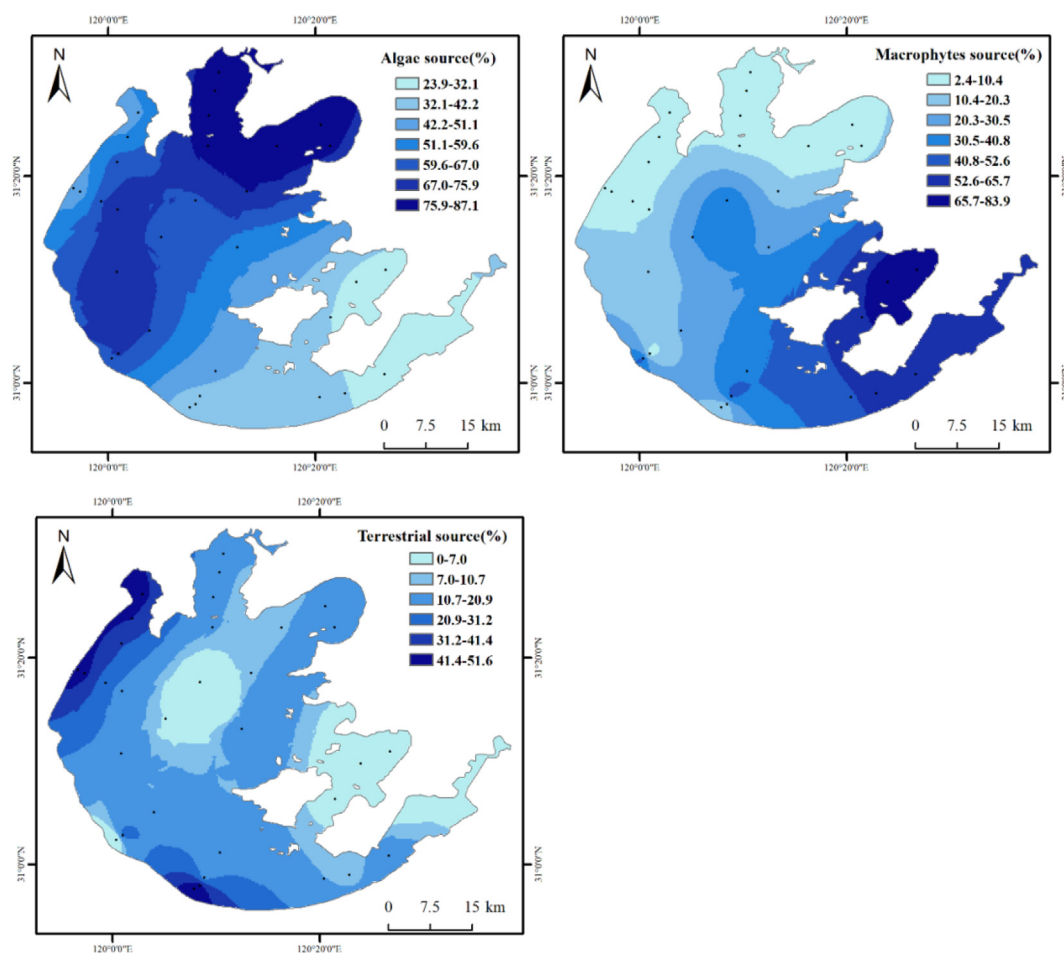 120°0'0"E 120°20'0"E
N
Algae source(%)
23.9-32.1
32.1-42.2
42.2-51.1
51.1-59.6
59.6-67.0
67.0-75.9
75.9-87.1
31°20'0"N
31°0'0"N
0 7.5 15 km
120°0'0"E 120°20'0"E
120°0'0"E 120°20'0"E
N
Macrophytes source(%)
2.4-10.4
10.4-20.3
20.3-30.5
30.5-40.8
40.8-52.6
52.6-65.7
65.7-83.9
31°20'0"N 31°20'0"N
31°0'0"N 31°0'0"N
0 7.5 15 km
120°0'0"E 120°20'0"E
120°0'0"E 120°20'0"E
N
Terrestrial source(%)
0-7.0
7.0-10.7
10.7-20.9
20.9-31.2
31.2-41.4
41.4-51.6
31°20'0"N 31°20'0"N
31°0'0"N 31°0'0"N
0 7.5 15 km
120°0'0"E 120°20'0"E